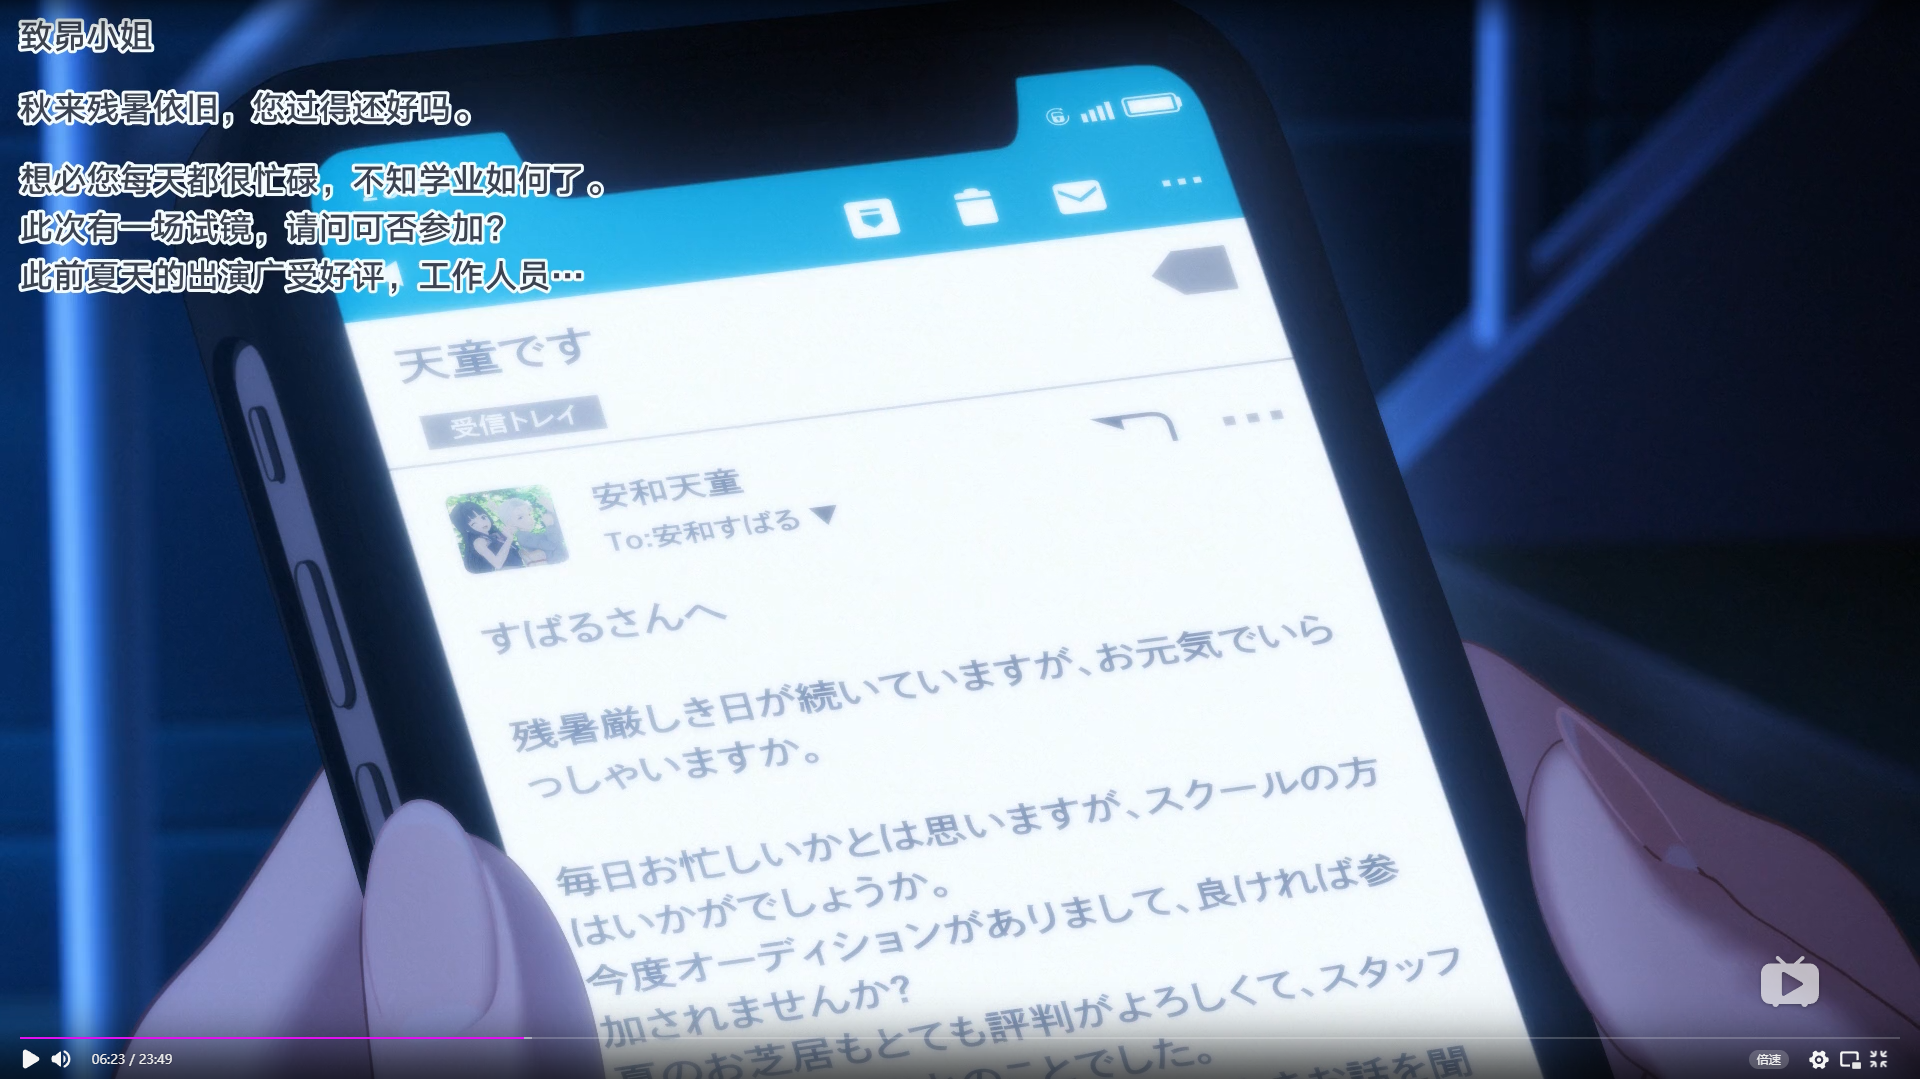 致昴小姐
秋来残暑依旧，您过得还好吗。
想必您每天都很忙碌，不知学业如何了。
此次有一场试镜，请问可否参加？
此前夏天的出演广受好评，工作人员…
天童です
受信トレイ
安和天童
To:安和すばる▼
すばるさんへ
残暑厳しき日が続いていますが、お元気でいら
っしゃいますか。
毎日お忙しいかとは思いますが、スクールの方
はいかがでしょうか。
今度オーディションがありまして、良ければ参
加されませんか?
夏のお芝居もとても評判がよろしくて、スタッフ
のことでした。
お話を聞
06:23 / 23:49
倍速